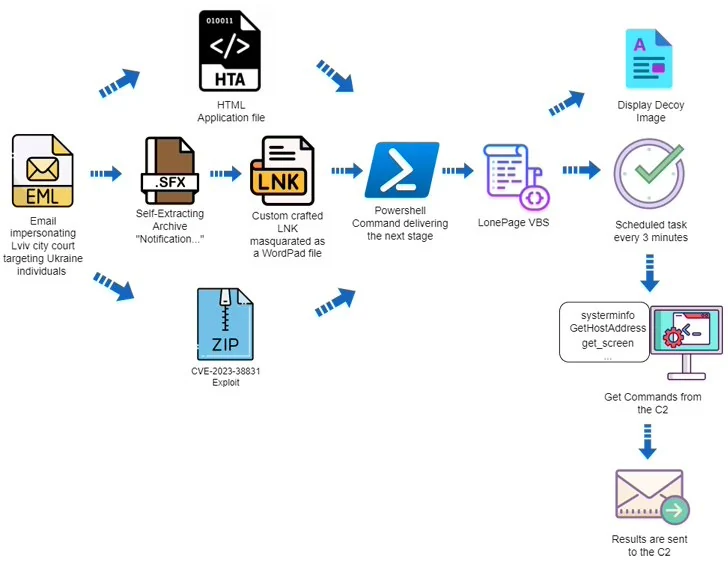 010011
HTA
HTML
Application file
EML
Email
impersonating
Lviv city court
targeting Ukraine
individuals
.SFX
Self-Extracting
Archive
"Notification..."
LNK
Custom crafted
LNK
masquarated as
a WordPad file
ZIP
CVE-2023-38831
Exploit
Powershell
Command delivering
the next stage
LonePage VBS
A
Display Decoy
Image
Scheduled task
every 3 minutes
systerminfo
GetHostAddress
get_screen
...
Get Commands from
the C2
Results are sent
to the C2